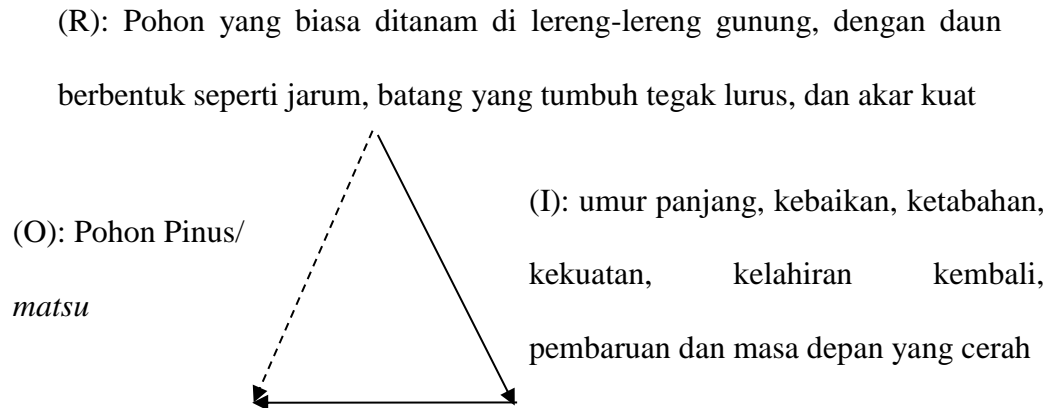 (R): Pohon yang biasa ditanam di lereng-lereng gunung, dengan daun
berbentuk seperti jarum, batang yang tumbuh tegak lurus, dan akar kuat
(O): Pohon Pinus/
matsu
(I): umur panjang, kebaikan, ketabahan,
kekuatan, kelahiran kembali,
pembaruan dan masa depan yang cerah